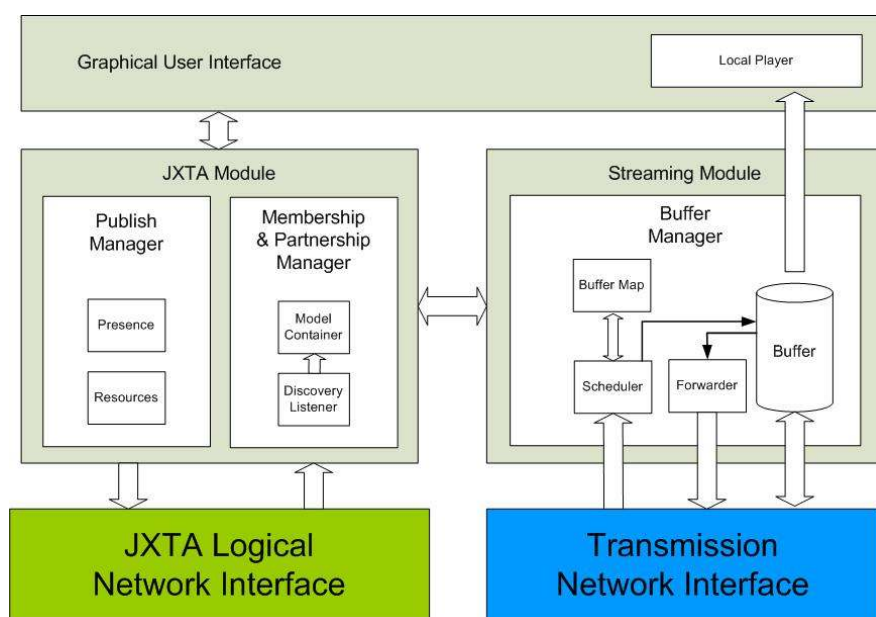 Graphical User Interface
Local Player
JXTA Module
Publish
Manager
Presence
Resources
Membership
& Partnership
Manager
Model
Container
Discovery
Listener
Streaming Module
Buffer
Manager
Buffer Map
Scheduler
Forwarder
Buffer
JXTA Logical
Network Interface
Transmission
Network Interface